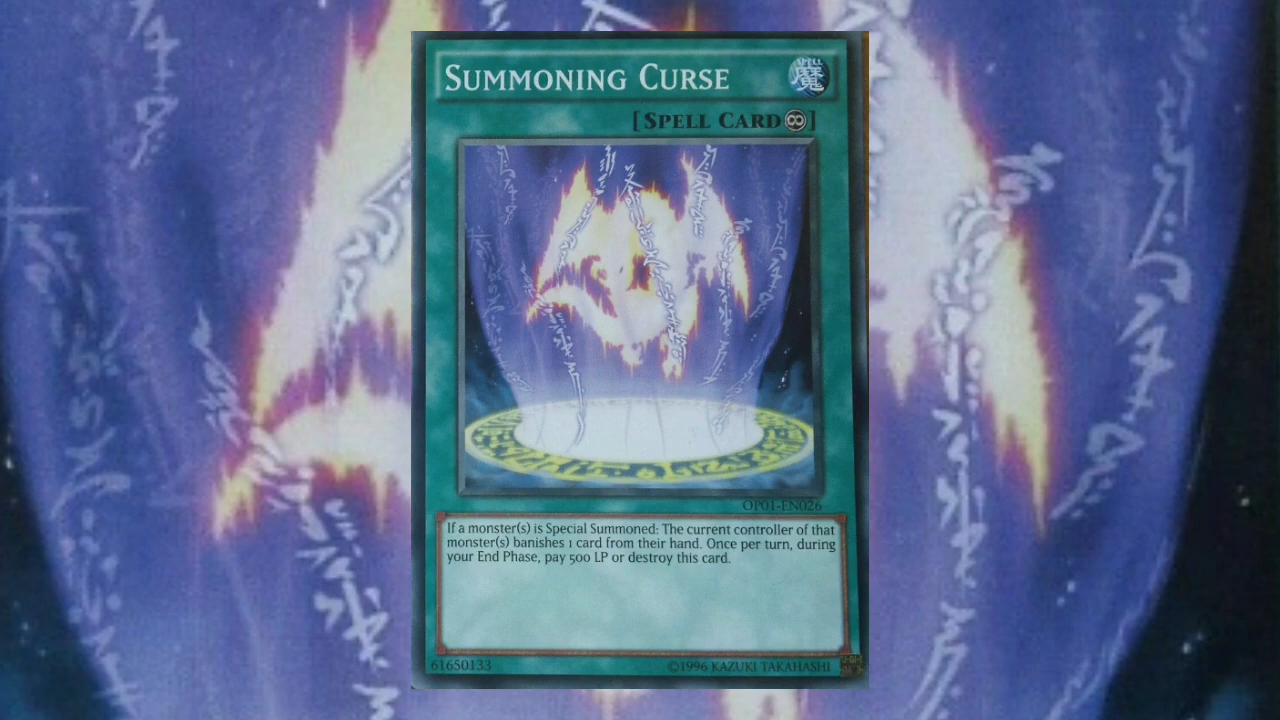 SUMMONING CURSE
SPELL
魔
[SPELL CARD♾]
OP01-EN026
If a monster(s) is Special Summoned: The current controller of that
monster(s) banishes 1 card from their hand. Once per turn, during
your End Phase, pay 500 LP or destroy this card.
61650133
©1996 KAZUKI TAKAHASHI